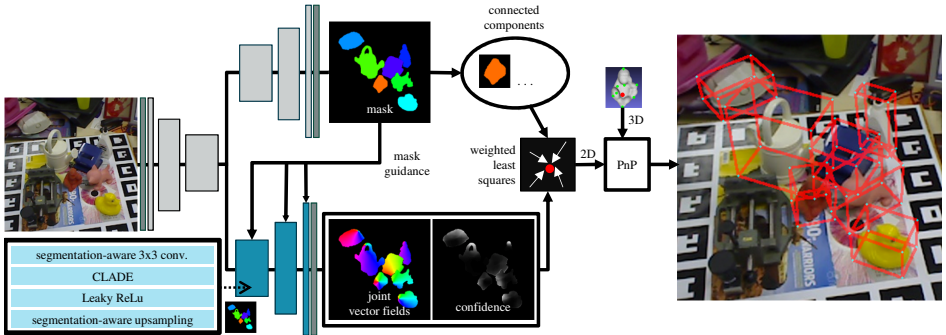 connected
components
mask
. . .
3D
weighted
least
squares
2D
PnP
mask
guidance
segmentation-aware 3x3 conv.
CLADE
Leaky ReLu
segmentation-aware upsampling
joint
vector fields
confidence
WARRIORS